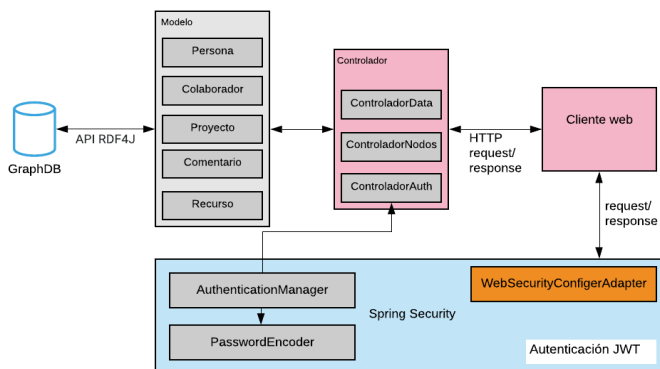 Modelo
Persona
Colaborador
Proyecto
Comentario
Recurso
GraphDB
API RDF4J
Controlador
ControladorData
ControladorNodos
ControladorAuth
HTTP
request/
response
Cliente web
request/
response
AuthenticationManager
PasswordEncoder
Spring Security
WebSecurityConfigerAdapter
Autenticación JWT